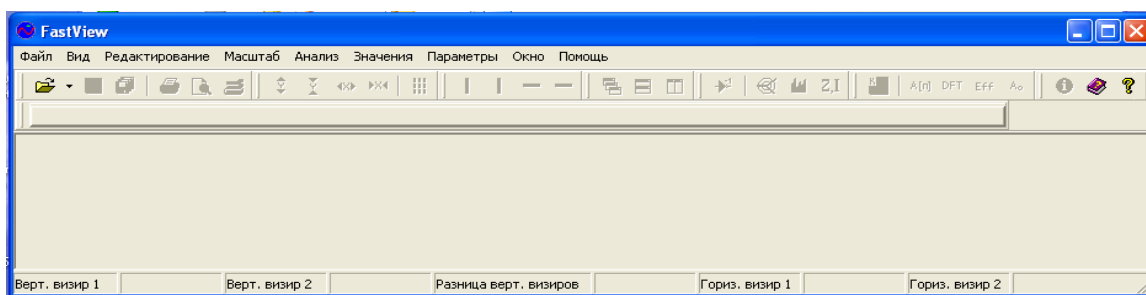 FastView
Файл Вид Редактирование Масштаб Анализ Значения Параметры Окно Помощь
Z,I A[n] DFT Eff A₀
Верт. визир 1 Верт. визир 2 Разница верт. визиров Гориз. визир 1 Гориз. визир 2